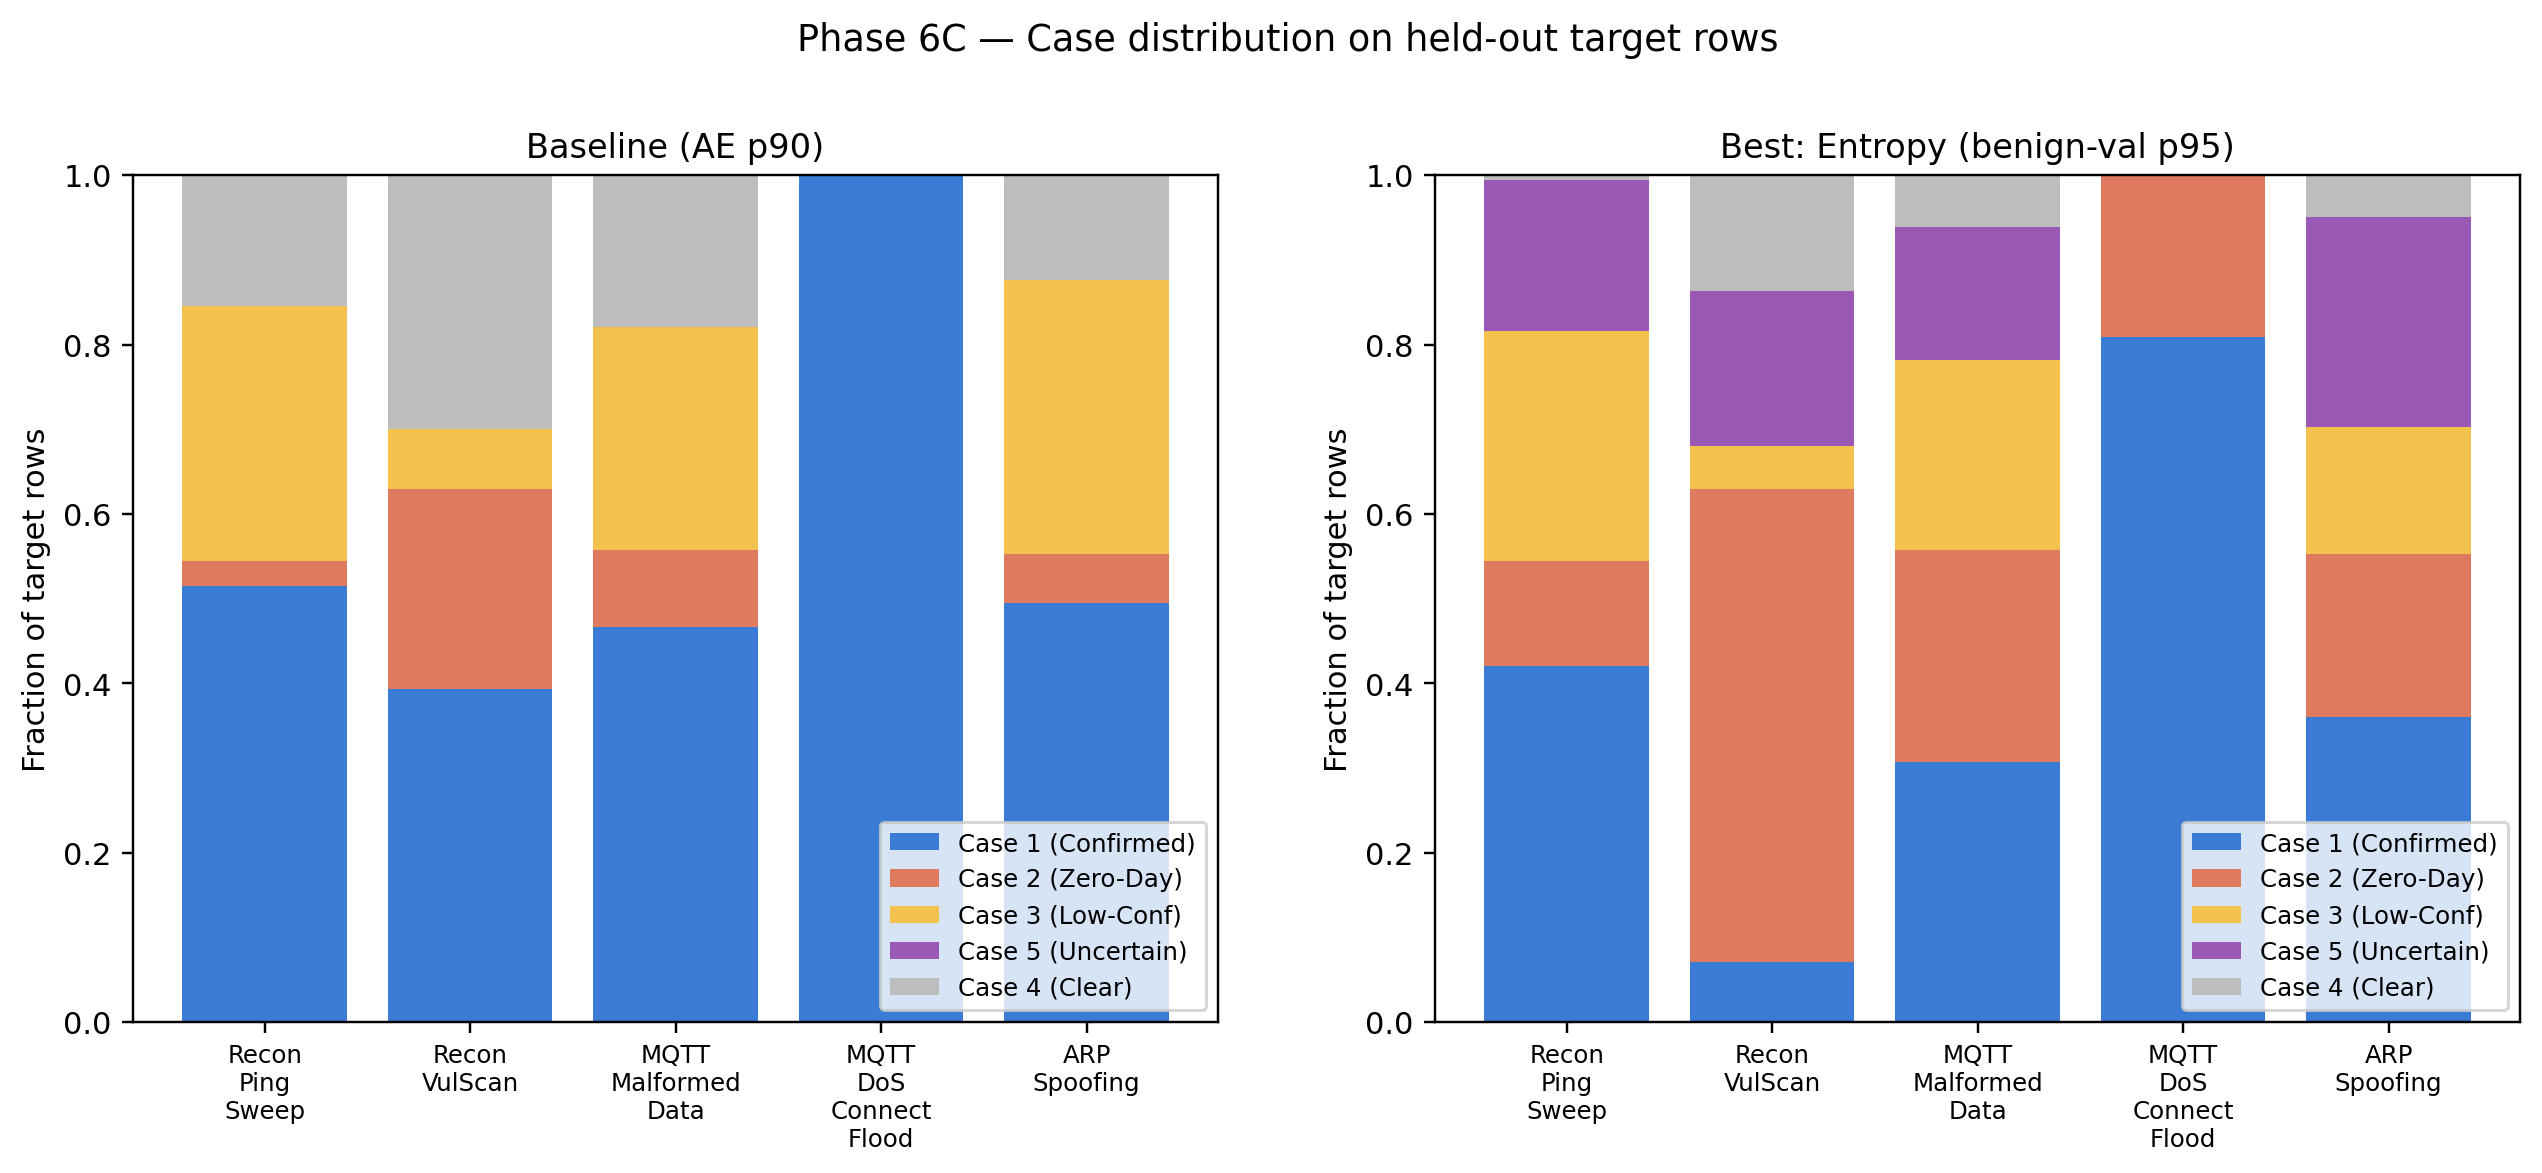 Phase 6C — Case distribution on held-out target rows
Baseline (AE p90)
Fraction of target rows
1.0
0.8
0.6
0.4
0.2
0.0
Recon
Ping
Sweep
Recon
VulScan
MQTT
Malformed
Data
MQTT
DoS
Connect
Flood
ARP
Spoofing
Case 1 (Confirmed)
Case 2 (Zero-Day)
Case 3 (Low-Conf)
Case 5 (Uncertain)
Case 4 (Clear)
Best: Entropy (benign-val p95)
Fraction of target rows
1.0
0.8
0.6
0.4
0.2
0.0
Recon
Ping
Sweep
Recon
VulScan
MQTT
Malformed
Data
MQTT
DoS
Connect
Flood
ARP
Spoofing
Case 1 (Confirmed)
Case 2 (Zero-Day)
Case 3 (Low-Conf)
Case 5 (Uncertain)
Case 4 (Clear)